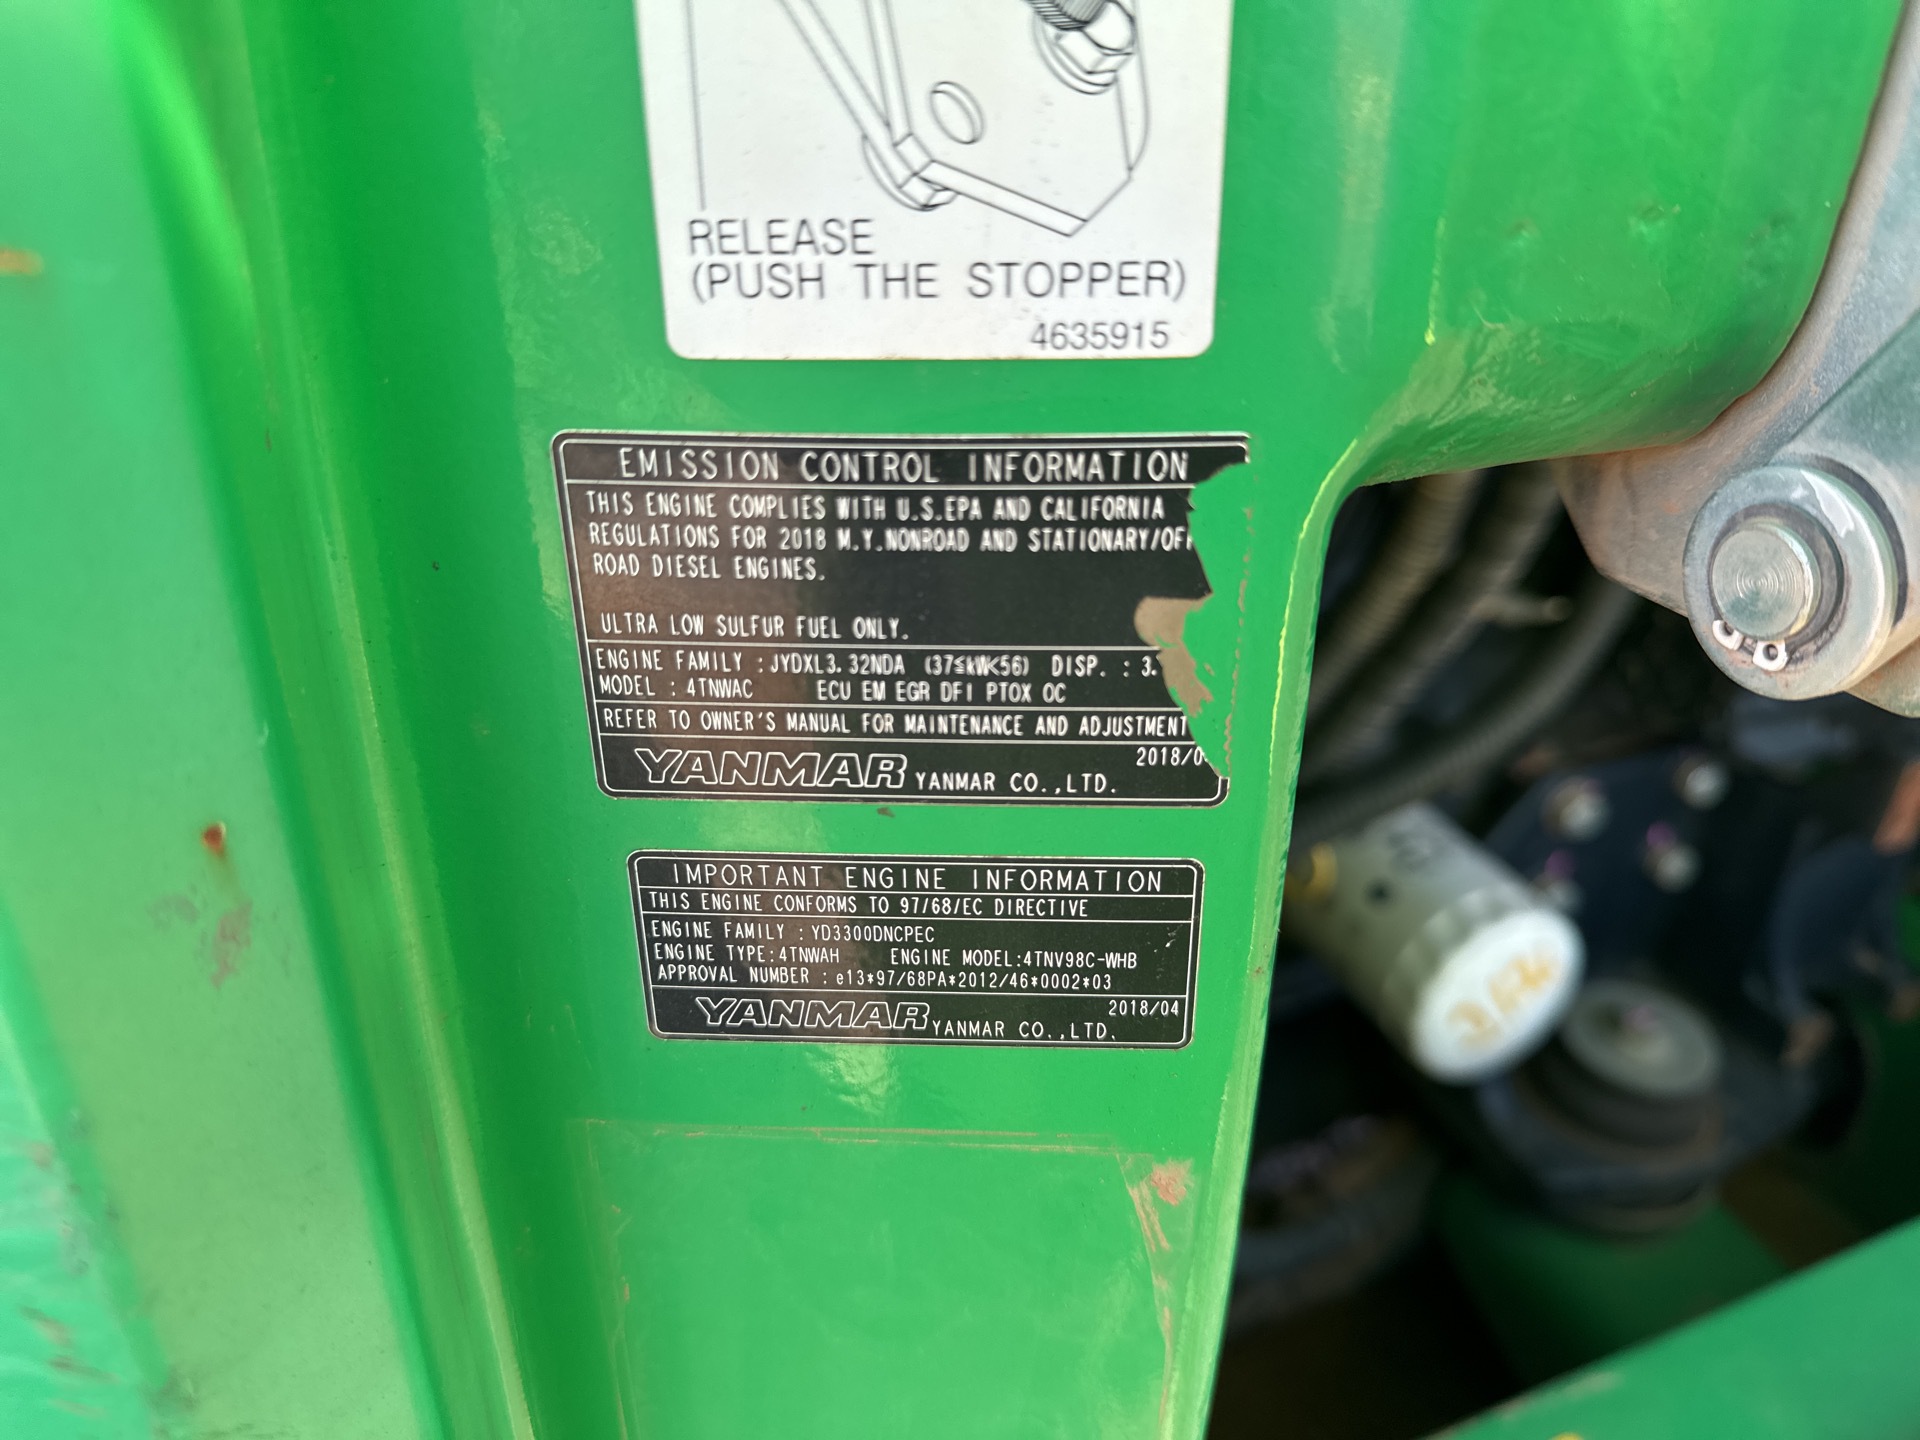 RELEASE
(PUSH THE STOPPER)
4635915
EMISSION CONTROL INFORMATION
THIS ENGINE COMPLIES WITH U.S.EPA AND CALIFORNIA
REGULATIONS FOR 2018 M.Y.NONROAD AND STATIONARY/OF
ROAD DIESEL ENGINES.
ULTRA LOW SULFUR FUEL ONLY.
ENGINE FAMILY : JYDXL3.32NDA (37≤kW<56) DISP. : 3.
MODEL : 4TNWAC ECU EM EGR DFI PTOX OC
REFER TO OWNER'S MANUAL FOR MAINTENANCE AND ADJUSTMENT
2018/0
YANMAR YANMAR CO.,LTD.
IMPORTANT ENGINE INFORMATION
THIS ENGINE CONFORMS TO 97/68/EC DIRECTIVE
ENGINE FAMILY : YD3300DNCPEC
ENGINE TYPE:4TNWAH ENGINE MODEL:4TNV98C-WHB
APPROVAL NUMBER : e13*97/68PA*2012/46*0002*03
2018/04
YANMAR YANMAR CO.,LTD.